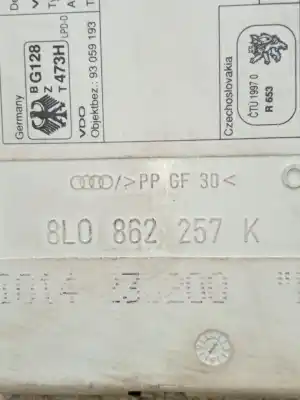 Germany
B G128
Z
T 473H
LPD-D
VDO
Objektbez.: 93 059 193
Czechoslovakia
ČTÚ 1997 0
R 653
/>PP GF 30<
8L0 862 257 K